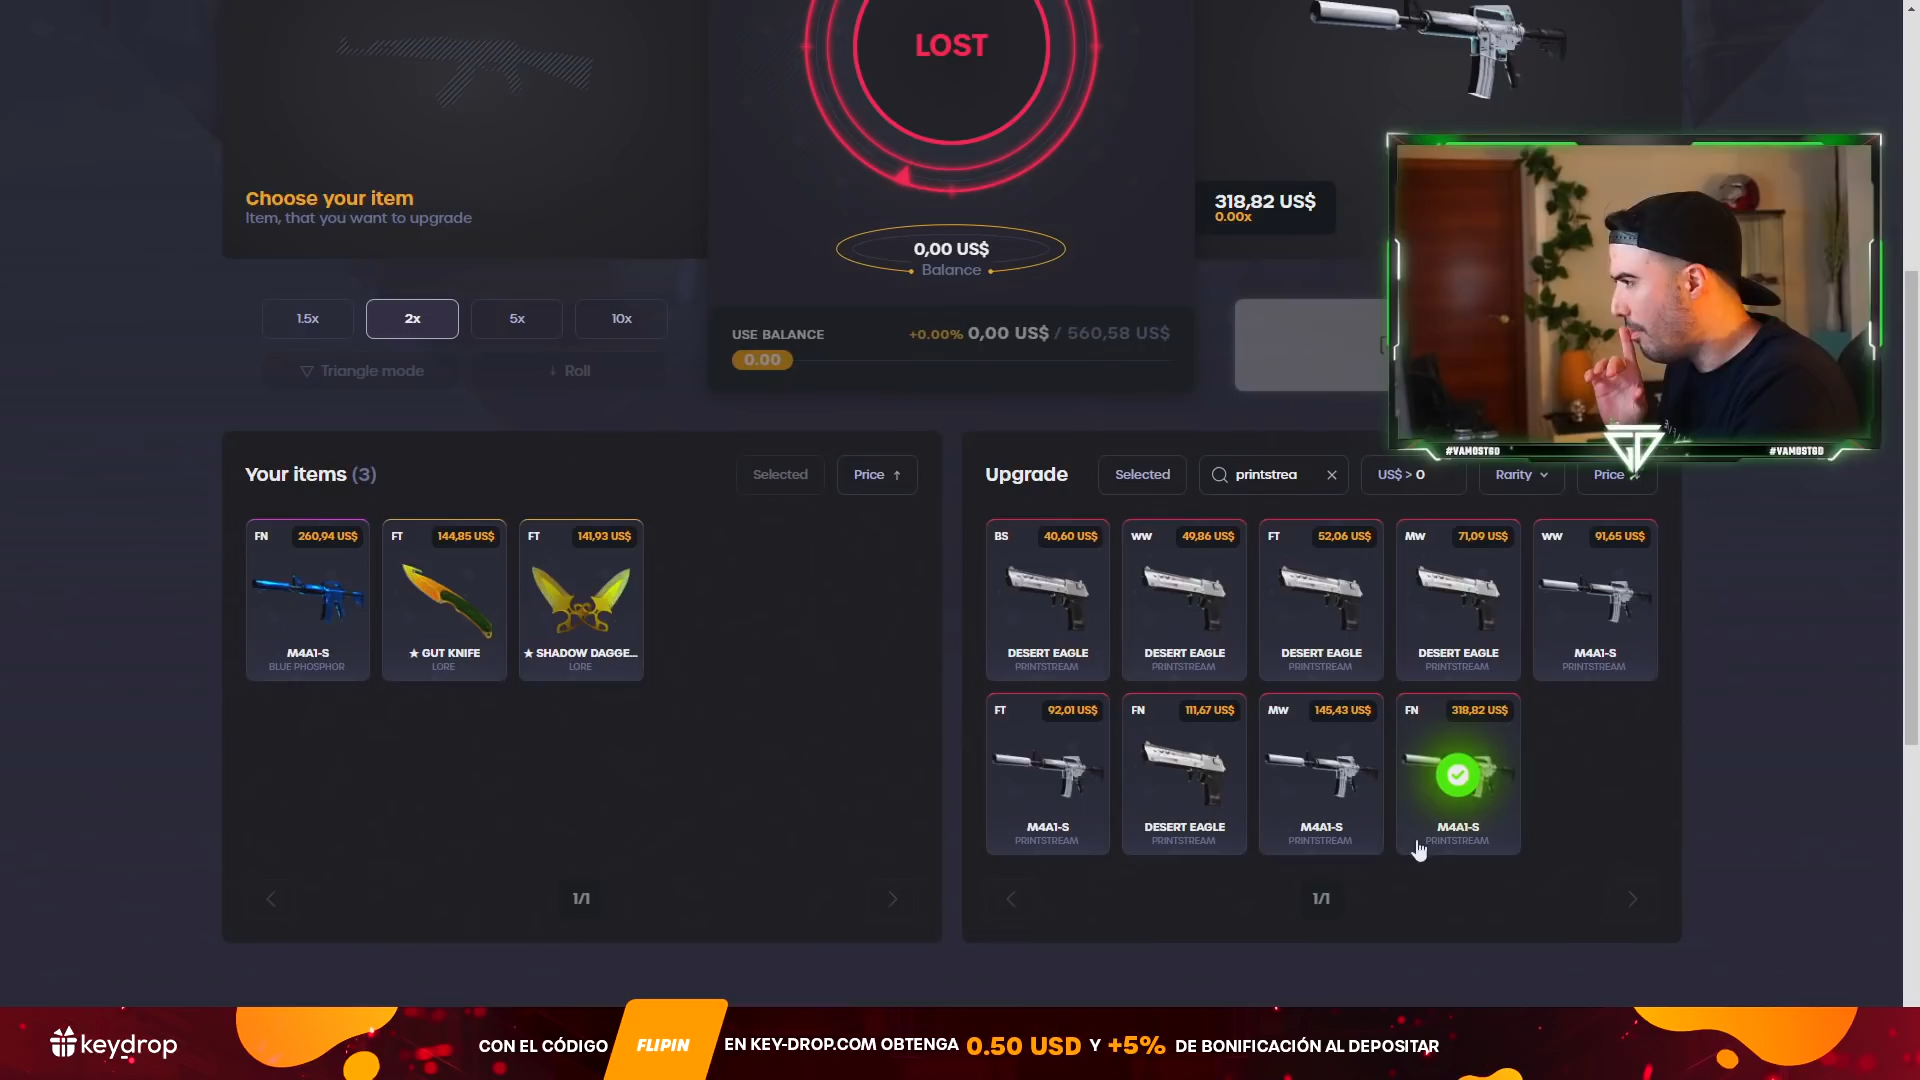 LOST
Choose your item
Item, that you want to upgrade
318,82 US$
0.00x
0,00 US$
Balance
1.5x
2x
5x
10x
Triangle mode
Roll
USE BALANCE
+0.00% 0,00 US$ / 560,58 US$
0.00
#VAMOSTGD
#VAMOSTGD
Your items (3)
Selected
Price
Upgrade
Selected
printstrea
US$ > 0
Rarity
Price
FN 260,94 US$
M4A1-S
BLUE PHOSPHOR
FT 144,85 US$
★ GUT KNIFE
LORE
FT 141,93 US$
★ SHADOW DAGGE...
LORE
BS 40,60 US$
DESERT EAGLE
PRINTSTREAM
WW 49,86 US$
DESERT EAGLE
PRINTSTREAM
FT 52,06 US$
DESERT EAGLE
PRINTSTREAM
MW 71,09 US$
DESERT EAGLE
PRINTSTREAM
WW 91,65 US$
M4A1-S
PRINTSTREAM
FT 92,01 US$
M4A1-S
PRINTSTREAM
FN 111,67 US$
DESERT EAGLE
PRINTSTREAM
MW 145,43 US$
M4A1-S
PRINTSTREAM
FN 318,82 US$
M4A1-S
PRINTSTREAM
1/1
1/1
keydrop
CON EL CÓDIGO FLIPIN EN KEY-DROP.COM OBTENGA 0.50 USD Y +5% DE BONIFICACIÓN AL DEPOSITAR